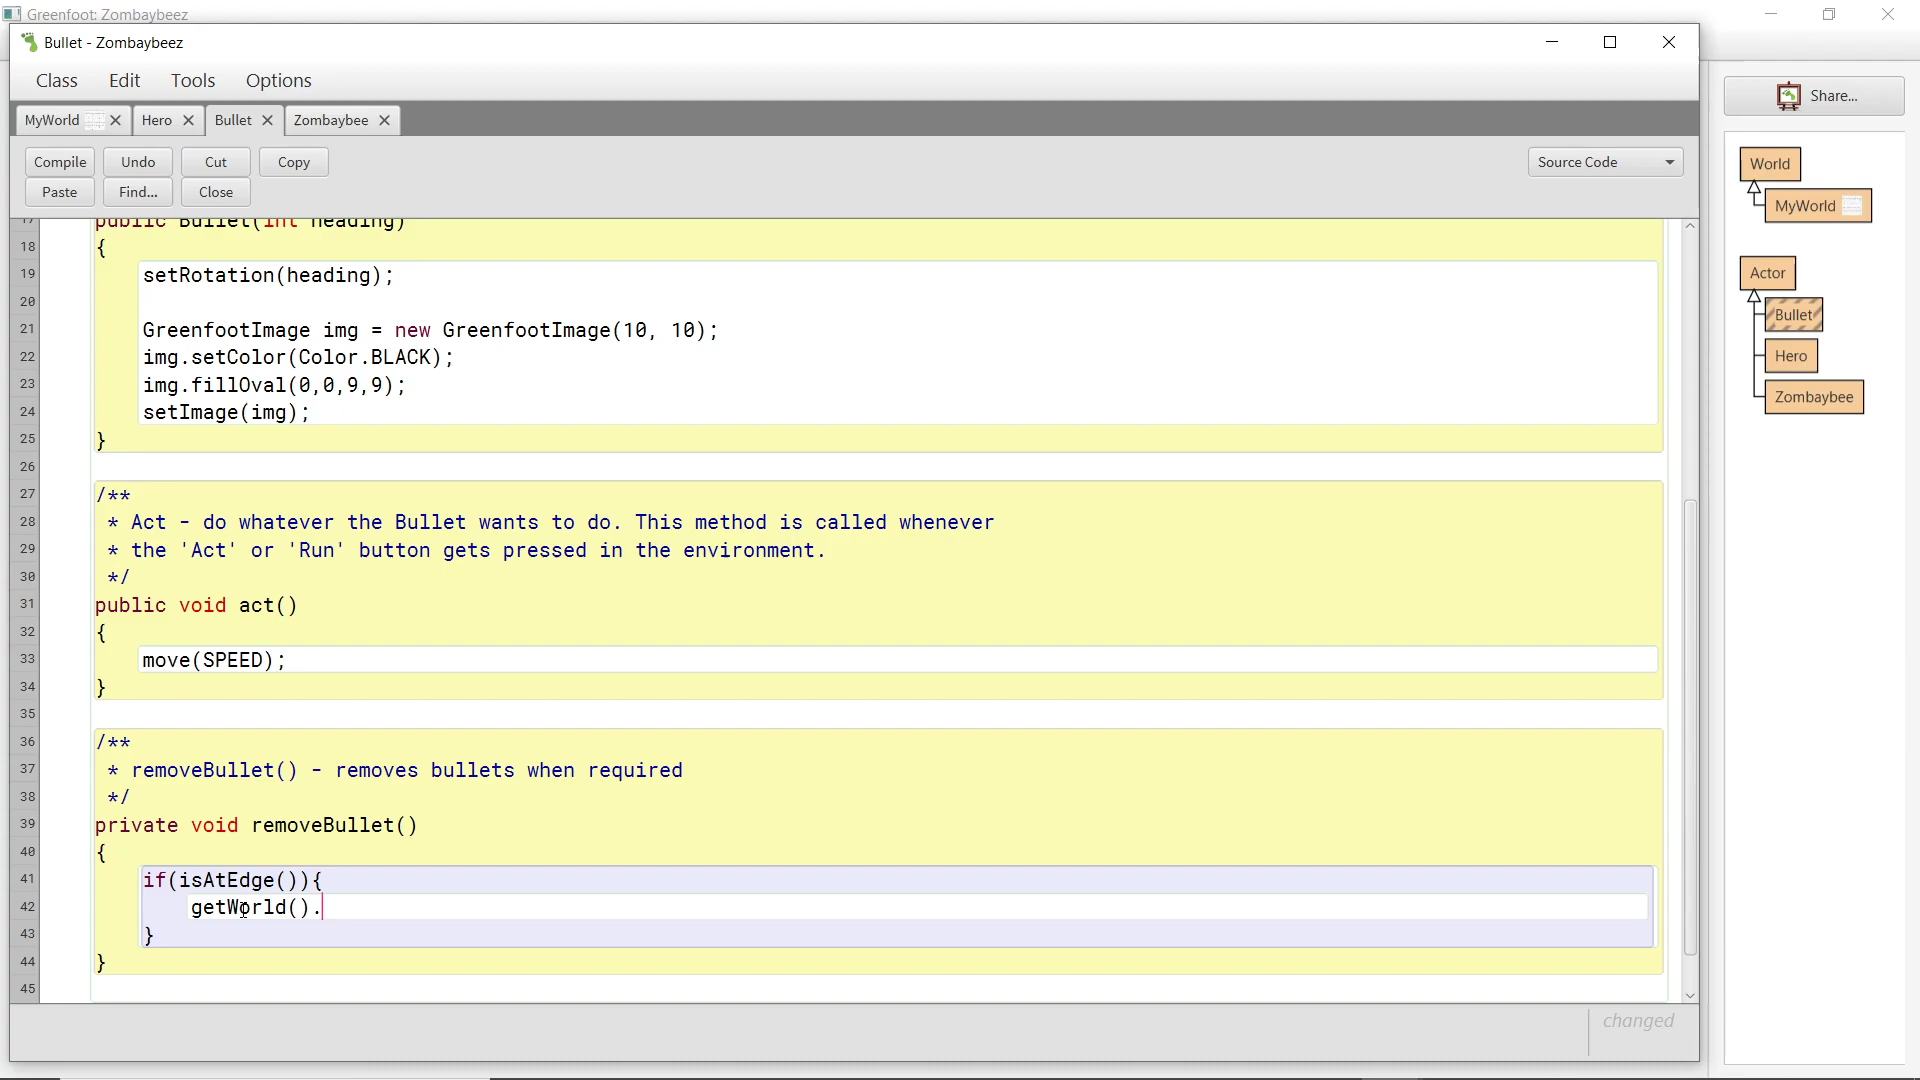 Greenfoot: Zombaybeez
Bullet - Zombaybeez
Class Edit Tools Options
MyWorld Hero Bullet Zombaybee
Compile Undo Cut Copy
Paste Find... Close
Source Code
Share...
World
MyWorld
Actor
Bullet
Hero
Zombaybee
17 public Bullet(int heading)
18 {
19 setRotation(heading);
20
21 GreenfootImage img = new GreenfootImage(10, 10);
22 img.setColor(Color.BLACK);
23 img.fillOval(0,0,9,9);
24 setImage(img);
25 }
26
27 /**
28 * Act - do whatever the Bullet wants to do. This method is called whenever
29 * the 'Act' or 'Run' button gets pressed in the environment.
30 */
31 public void act()
32 {
33 move(SPEED);
34 }
35
36 /**
37 * removeBullet() - removes bullets when required
38 */
39 private void removeBullet()
40 {
41 if(isAtEdge()){
42 getWorld().
43 }
44 }
45
changed